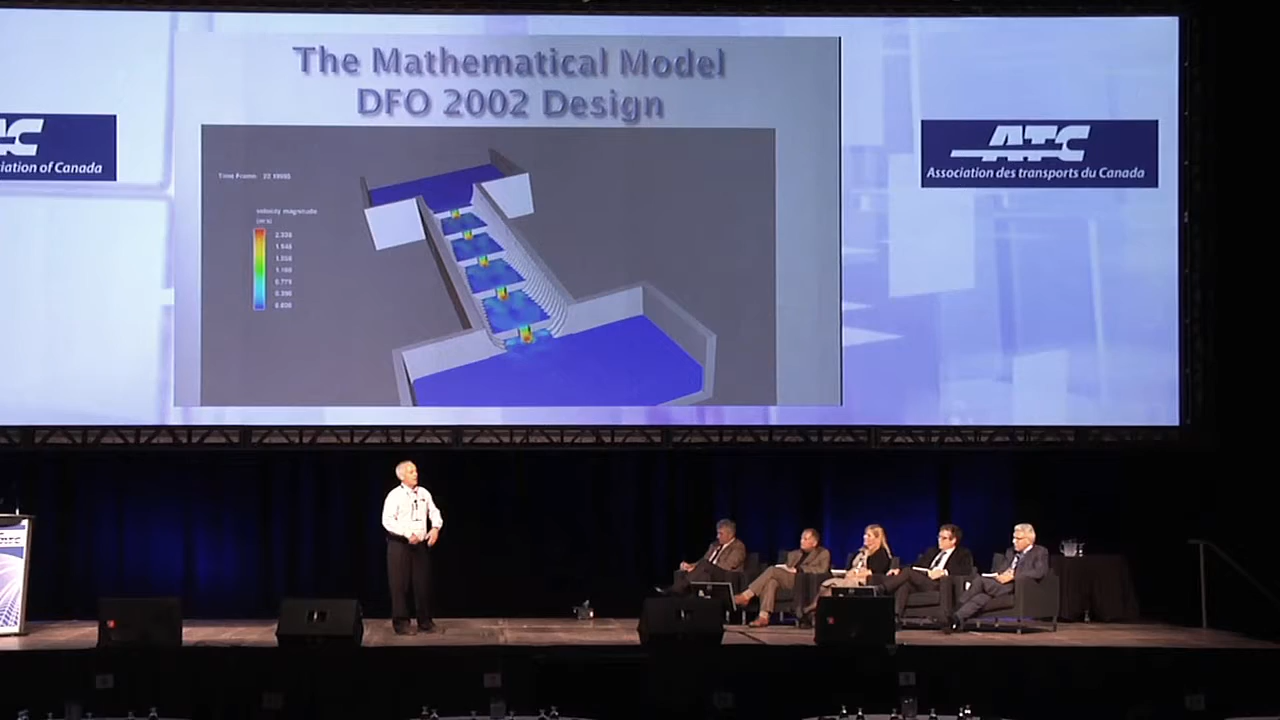 The Mathematical Model
DFO 2002 Design
AC
iation of Canada
ATC
Association des transports du Canada
Time Frame:
velocity magnitude
(m/s)